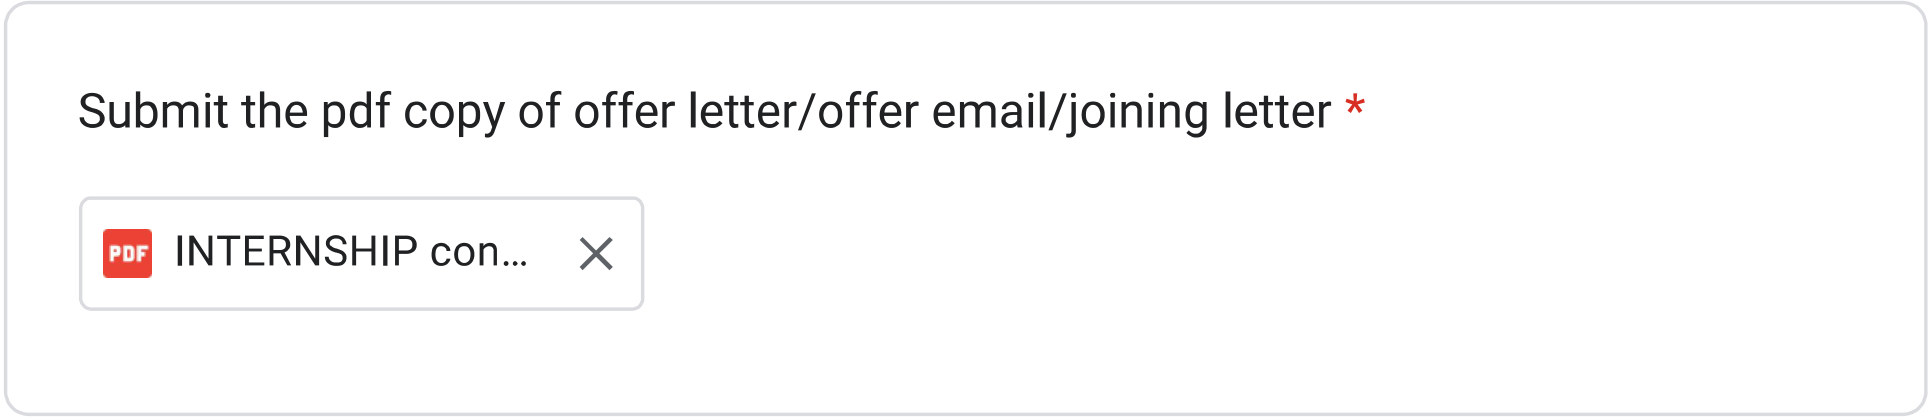 Submit the pdf copy of offer letter/offer email/joining letter *
PDF INTERNSHIP con...